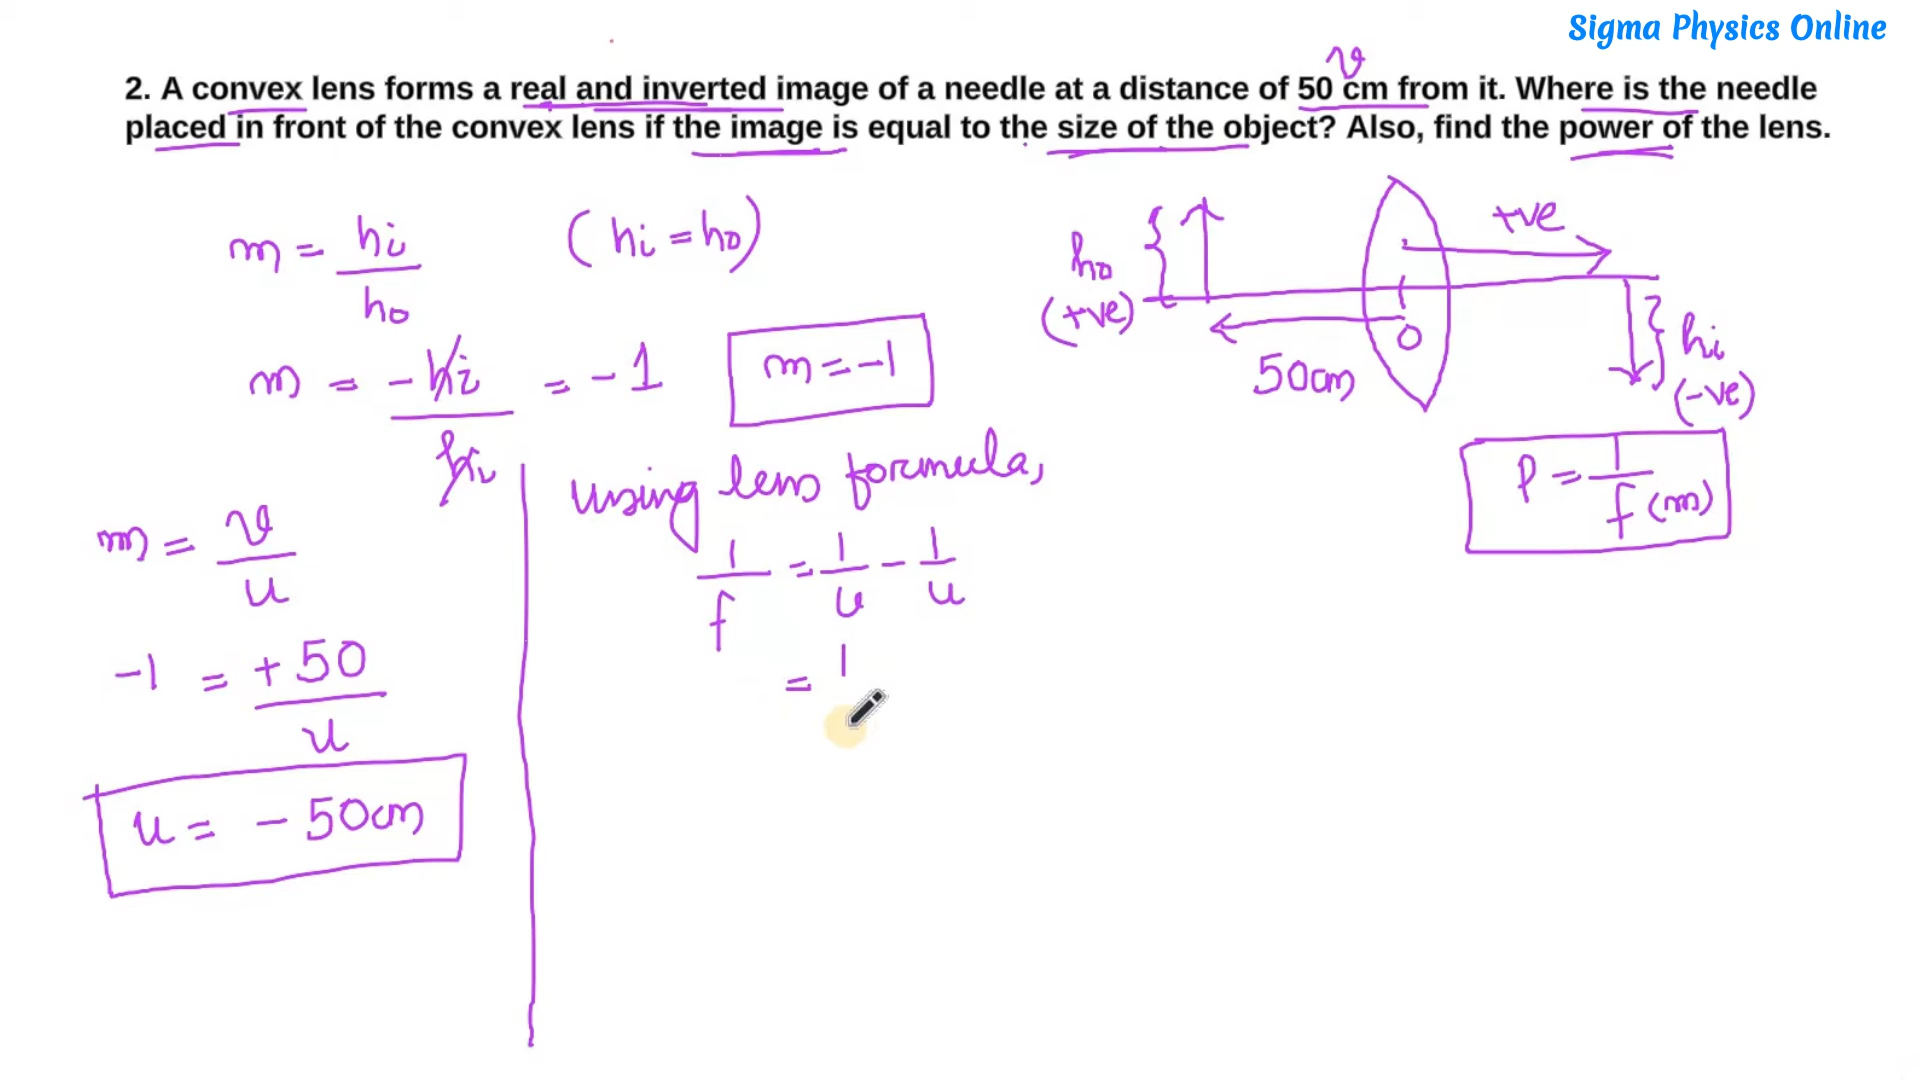 Sigma Physics Online
v
2. A convex lens forms a real and inverted image of a needle at a distance of 50 cm from it. Where is the needle
placed in front of the convex lens if the image is equal to the size of the object? Also, find the power of the lens.
m = hi / ho (hi = ho)
m = -hi / hi = -1
m = -1
ho
(+ve)
+ve
O
50cm
hi
(-ve)
P = 1 / f (m)
m = v / u
-1 = +50 / u
u = - 50cm
using lens formula,
1 / f = 1 / v - 1 / u
= 1